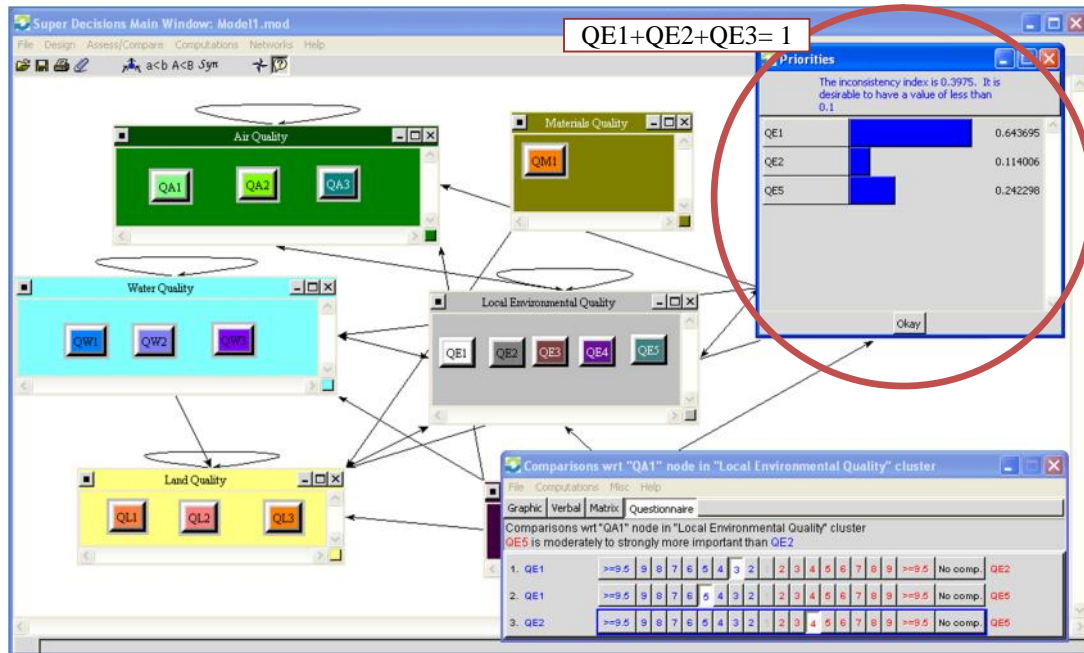 Super Decisions Main Window: Model1.mod
QE1+QE2+QE3= 1
File Design Assess/Compare Computations Networks Help
a<b A<B Syn
Priorities
The inconsistency index is 0.3975. It is
desirable to have a value of less than
0.1
QE1 0.643695
QE2 0.114006
QE5 0.242298
Okay
Air Quality
QA1 QA2 QA3
Materials Quality
QM1
Water Quality
QW1 QW2 QW3
Local Environmental Quality
QE1 QE2 QE3 QE4 QE5
Land Quality
QL1 QL2 QL3
Comparisons wrt "QA1" node in "Local Environmental Quality" cluster
File Computations Misc Help
Graphic Verbal Matrix Questionnaire
Comparisons wrt "QA1" node in "Local Environmental Quality" cluster
QE5 is moderately to strongly more important than QE2
1. QE1 >=9.5 9 8 7 6 5 4 3 2 1 2 3 4 5 6 7 8 9 >=9.5 No comp. QE2
2. QE1 >=9.5 9 8 7 6 5 4 3 2 1 2 3 4 5 6 7 8 9 >=9.5 No comp. QE5
3. QE2 >=9.5 9 8 7 6 5 4 3 2 1 2 3 4 5 6 7 8 9 >=9.5 No comp. QE5